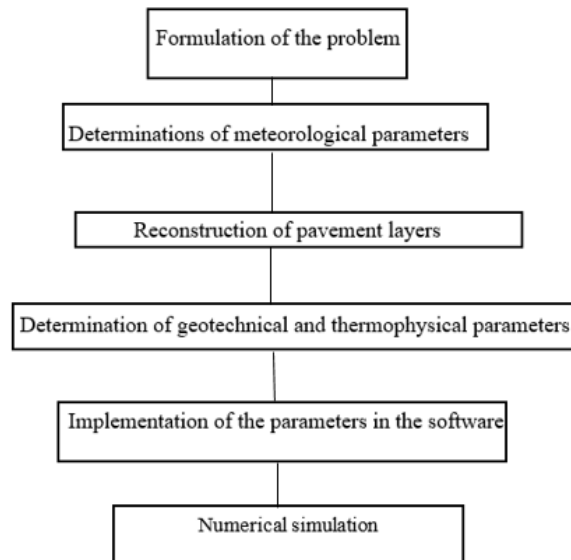 Formulation of the problem
Determinations of meteorological parameters
Reconstruction of pavement layers
Determination of geotechnical and thermophysical parameters
Implementation of the parameters in the software
Numerical simulation